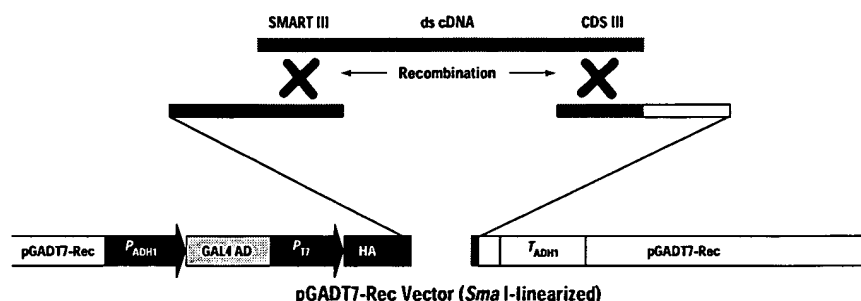 SMART III ds cDNA CDS III
Recombination
pGADT7-Rec PADH1 GAL4 AD PT7 HA TADH1 pGADT7-Rec
pGADT7-Rec Vector (Sma I-linearized)